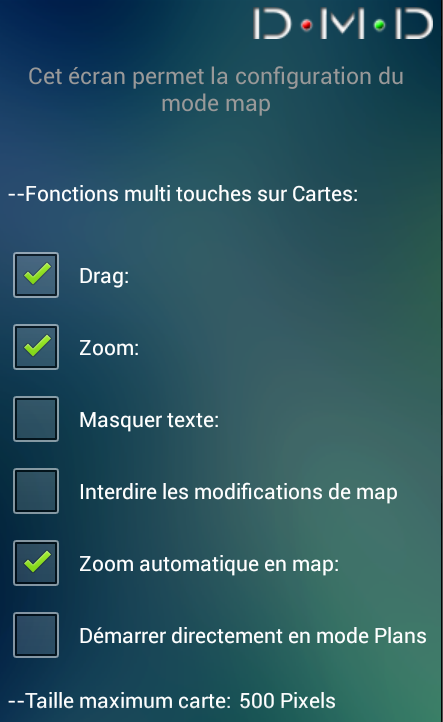 D•M•D
Cet écran permet la configuration du
mode map
--Fonctions multi touches sur Cartes:
Drag:
Zoom:
Masquer texte:
Interdire les modifications de map
Zoom automatique en map:
Démarrer directement en mode Plans
--Taille maximum carte: 500 Pixels